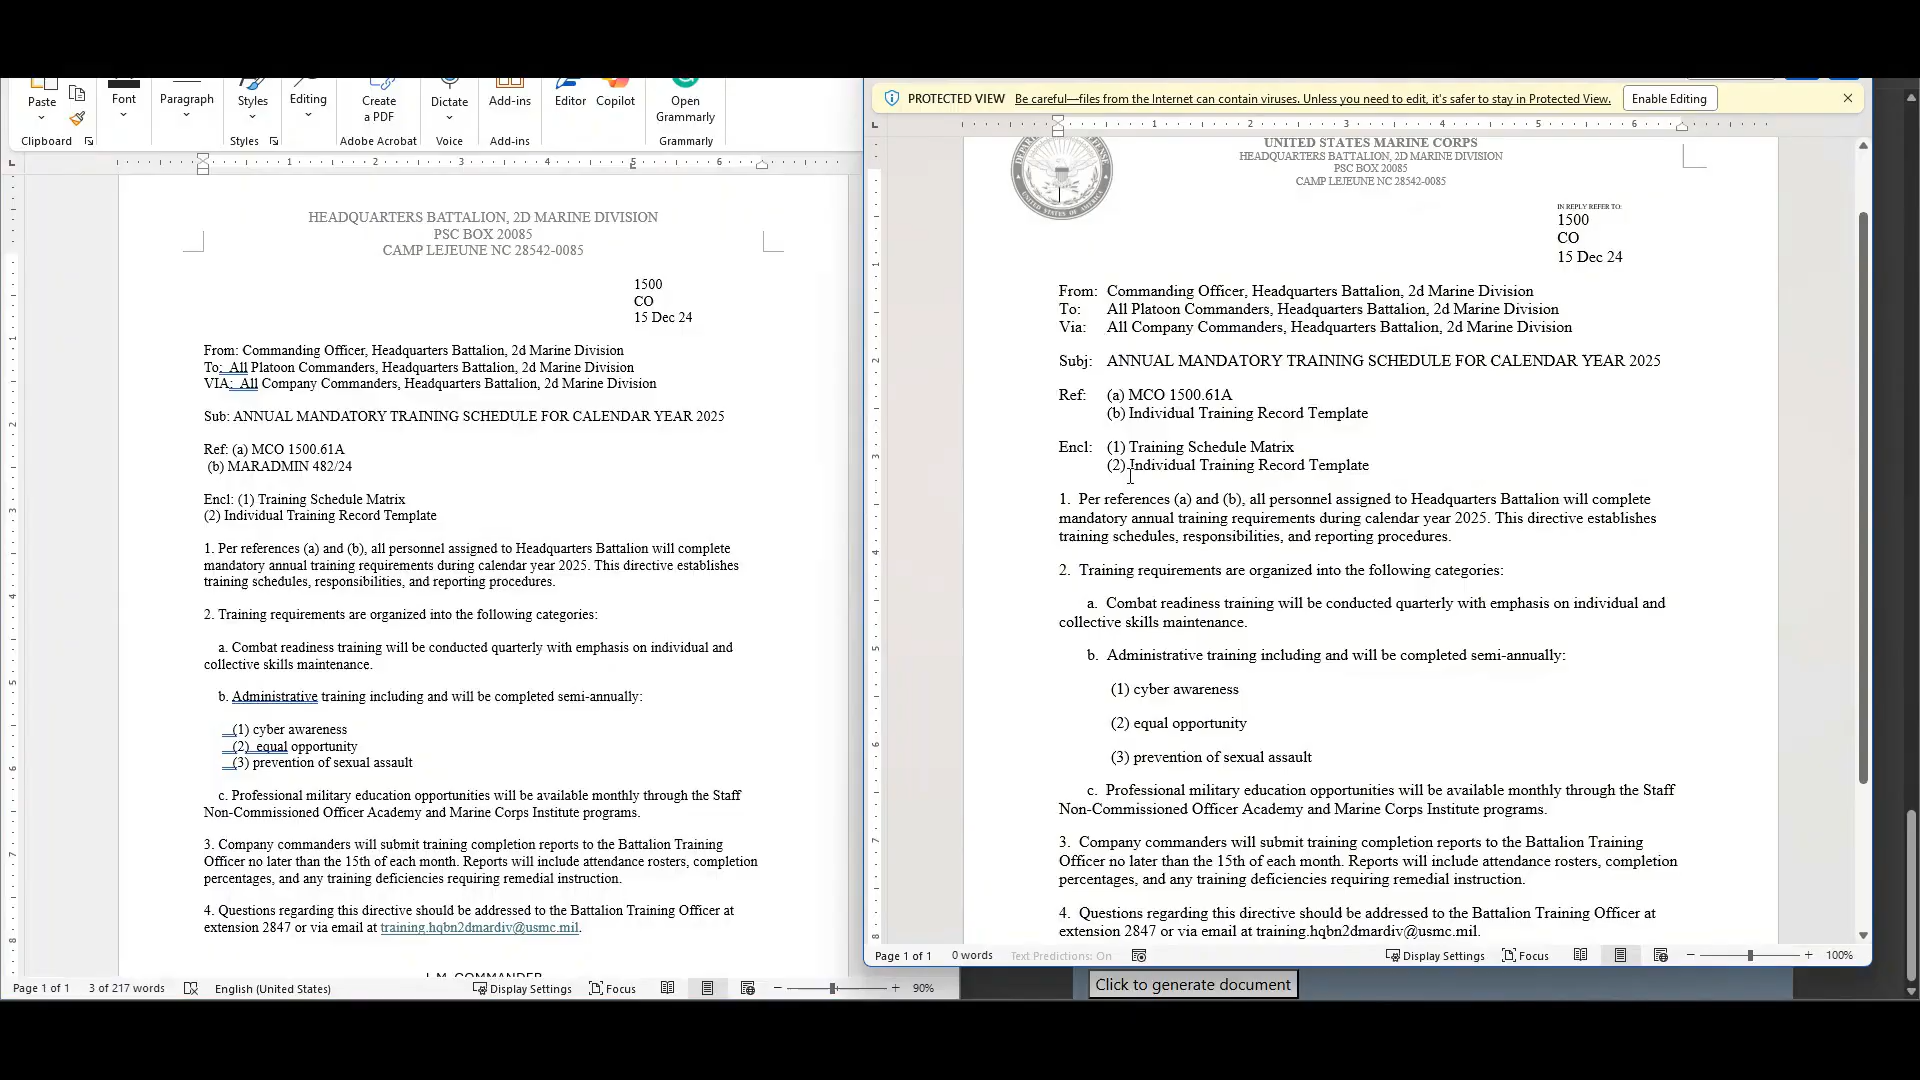 Paste
Font
Paragraph
Styles
Editing
Create a PDF
Dictate
Add-ins
Editor
Copilot
Open Grammarly
Clipboard
Styles
Adobe Acrobat
Voice
Add-ins
Grammarly
1 2 3 4 5 6
HEADQUARTERS BATTALION, 2D MARINE DIVISION
PSC BOX 20085
CAMP LEJEUNE NC 28542-0085
1500
CO
15 Dec 24
From: Commanding Officer, Headquarters Battalion, 2d Marine Division
To: All Platoon Commanders, Headquarters Battalion, 2d Marine Division
VIA: All Company Commanders, Headquarters Battalion, 2d Marine Division
Sub: ANNUAL MANDATORY TRAINING SCHEDULE FOR CALENDAR YEAR 2025
Ref: (a) MCO 1500.61A
(b) MARADMIN 482/24
Encl: (1) Training Schedule Matrix
(2) Individual Training Record Template
1. Per references (a) and (b), all personnel assigned to Headquarters Battalion will complete
mandatory annual training requirements during calendar year 2025. This directive establishes
training schedules, responsibilities, and reporting procedures.
2. Training requirements are organized into the following categories:
a. Combat readiness training will be conducted quarterly with emphasis on individual and
collective skills maintenance.
b. Administrative training including and will be completed semi-annually:
(1) cyber awareness
(2) equal opportunity
(3) prevention of sexual assault
c. Professional military education opportunities will be available monthly through the Staff
Non-Commissioned Officer Academy and Marine Corps Institute programs.
3. Company commanders will submit training completion reports to the Battalion Training
Officer no later than the 15th of each month. Reports will include attendance rosters, completion
percentages, and any training deficiencies requiring remedial instruction.
4. Questions regarding this directive should be addressed to the Battalion Training Officer at
extension 2847 or via email at training.hqbn2dmardiv@usmc.mil.
J. M. COMMANDER
Page 1 of 1 3 of 217 words English (United States) Display Settings Focus 90%
PROTECTED VIEW Be careful—files from the Internet can contain viruses. Unless you need to edit, it's safer to stay in Protected View. Enable Editing
1 2 3 4 5 6
UNITED STATES MARINE CORPS
HEADQUARTERS BATTALION, 2D MARINE DIVISION
PSC BOX 20085
CAMP LEJEUNE NC 28542-0085
IN REPLY REFER TO:
1500
CO
15 Dec 24
From: Commanding Officer, Headquarters Battalion, 2d Marine Division
To: All Platoon Commanders, Headquarters Battalion, 2d Marine Division
Via: All Company Commanders, Headquarters Battalion, 2d Marine Division
Subj: ANNUAL MANDATORY TRAINING SCHEDULE FOR CALENDAR YEAR 2025
Ref: (a) MCO 1500.61A
(b) Individual Training Record Template
Encl: (1) Training Schedule Matrix
(2) Individual Training Record Template
1. Per references (a) and (b), all personnel assigned to Headquarters Battalion will complete
mandatory annual training requirements during calendar year 2025. This directive establishes
training schedules, responsibilities, and reporting procedures.
2. Training requirements are organized into the following categories:
a. Combat readiness training will be conducted quarterly with emphasis on individual and
collective skills maintenance.
b. Administrative training including and will be completed semi-annually:
(1) cyber awareness
(2) equal opportunity
(3) prevention of sexual assault
c. Professional military education opportunities will be available monthly through the Staff
Non-Commissioned Officer Academy and Marine Corps Institute programs.
3. Company commanders will submit training completion reports to the Battalion Training
Officer no later than the 15th of each month. Reports will include attendance rosters, completion
percentages, and any training deficiencies requiring remedial instruction.
4. Questions regarding this directive should be addressed to the Battalion Training Officer at
extension 2847 or via email at training.hqbn2dmardiv@usmc.mil.
Page 1 of 1 0 words Text Predictions: On Display Settings Focus 100%
Click to generate document